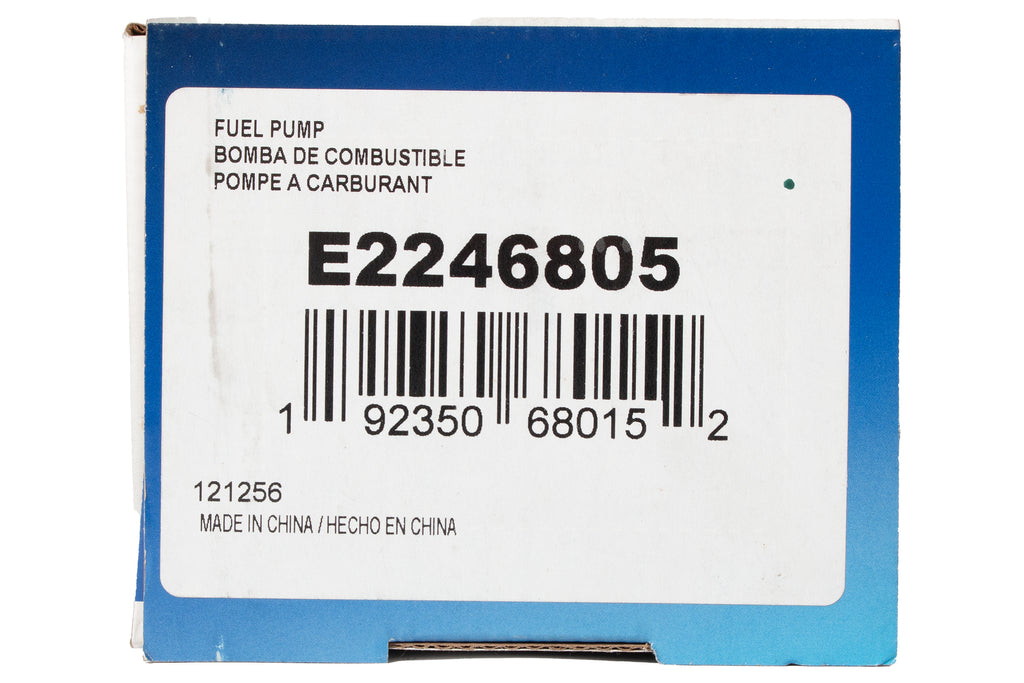 FUEL PUMP
BOMBA DE COMBUSTIBLE
POMPE A CARBURANT
E2246805
1 92350 68015 2
121256
MADE IN CHINA / HECHO EN CHINA